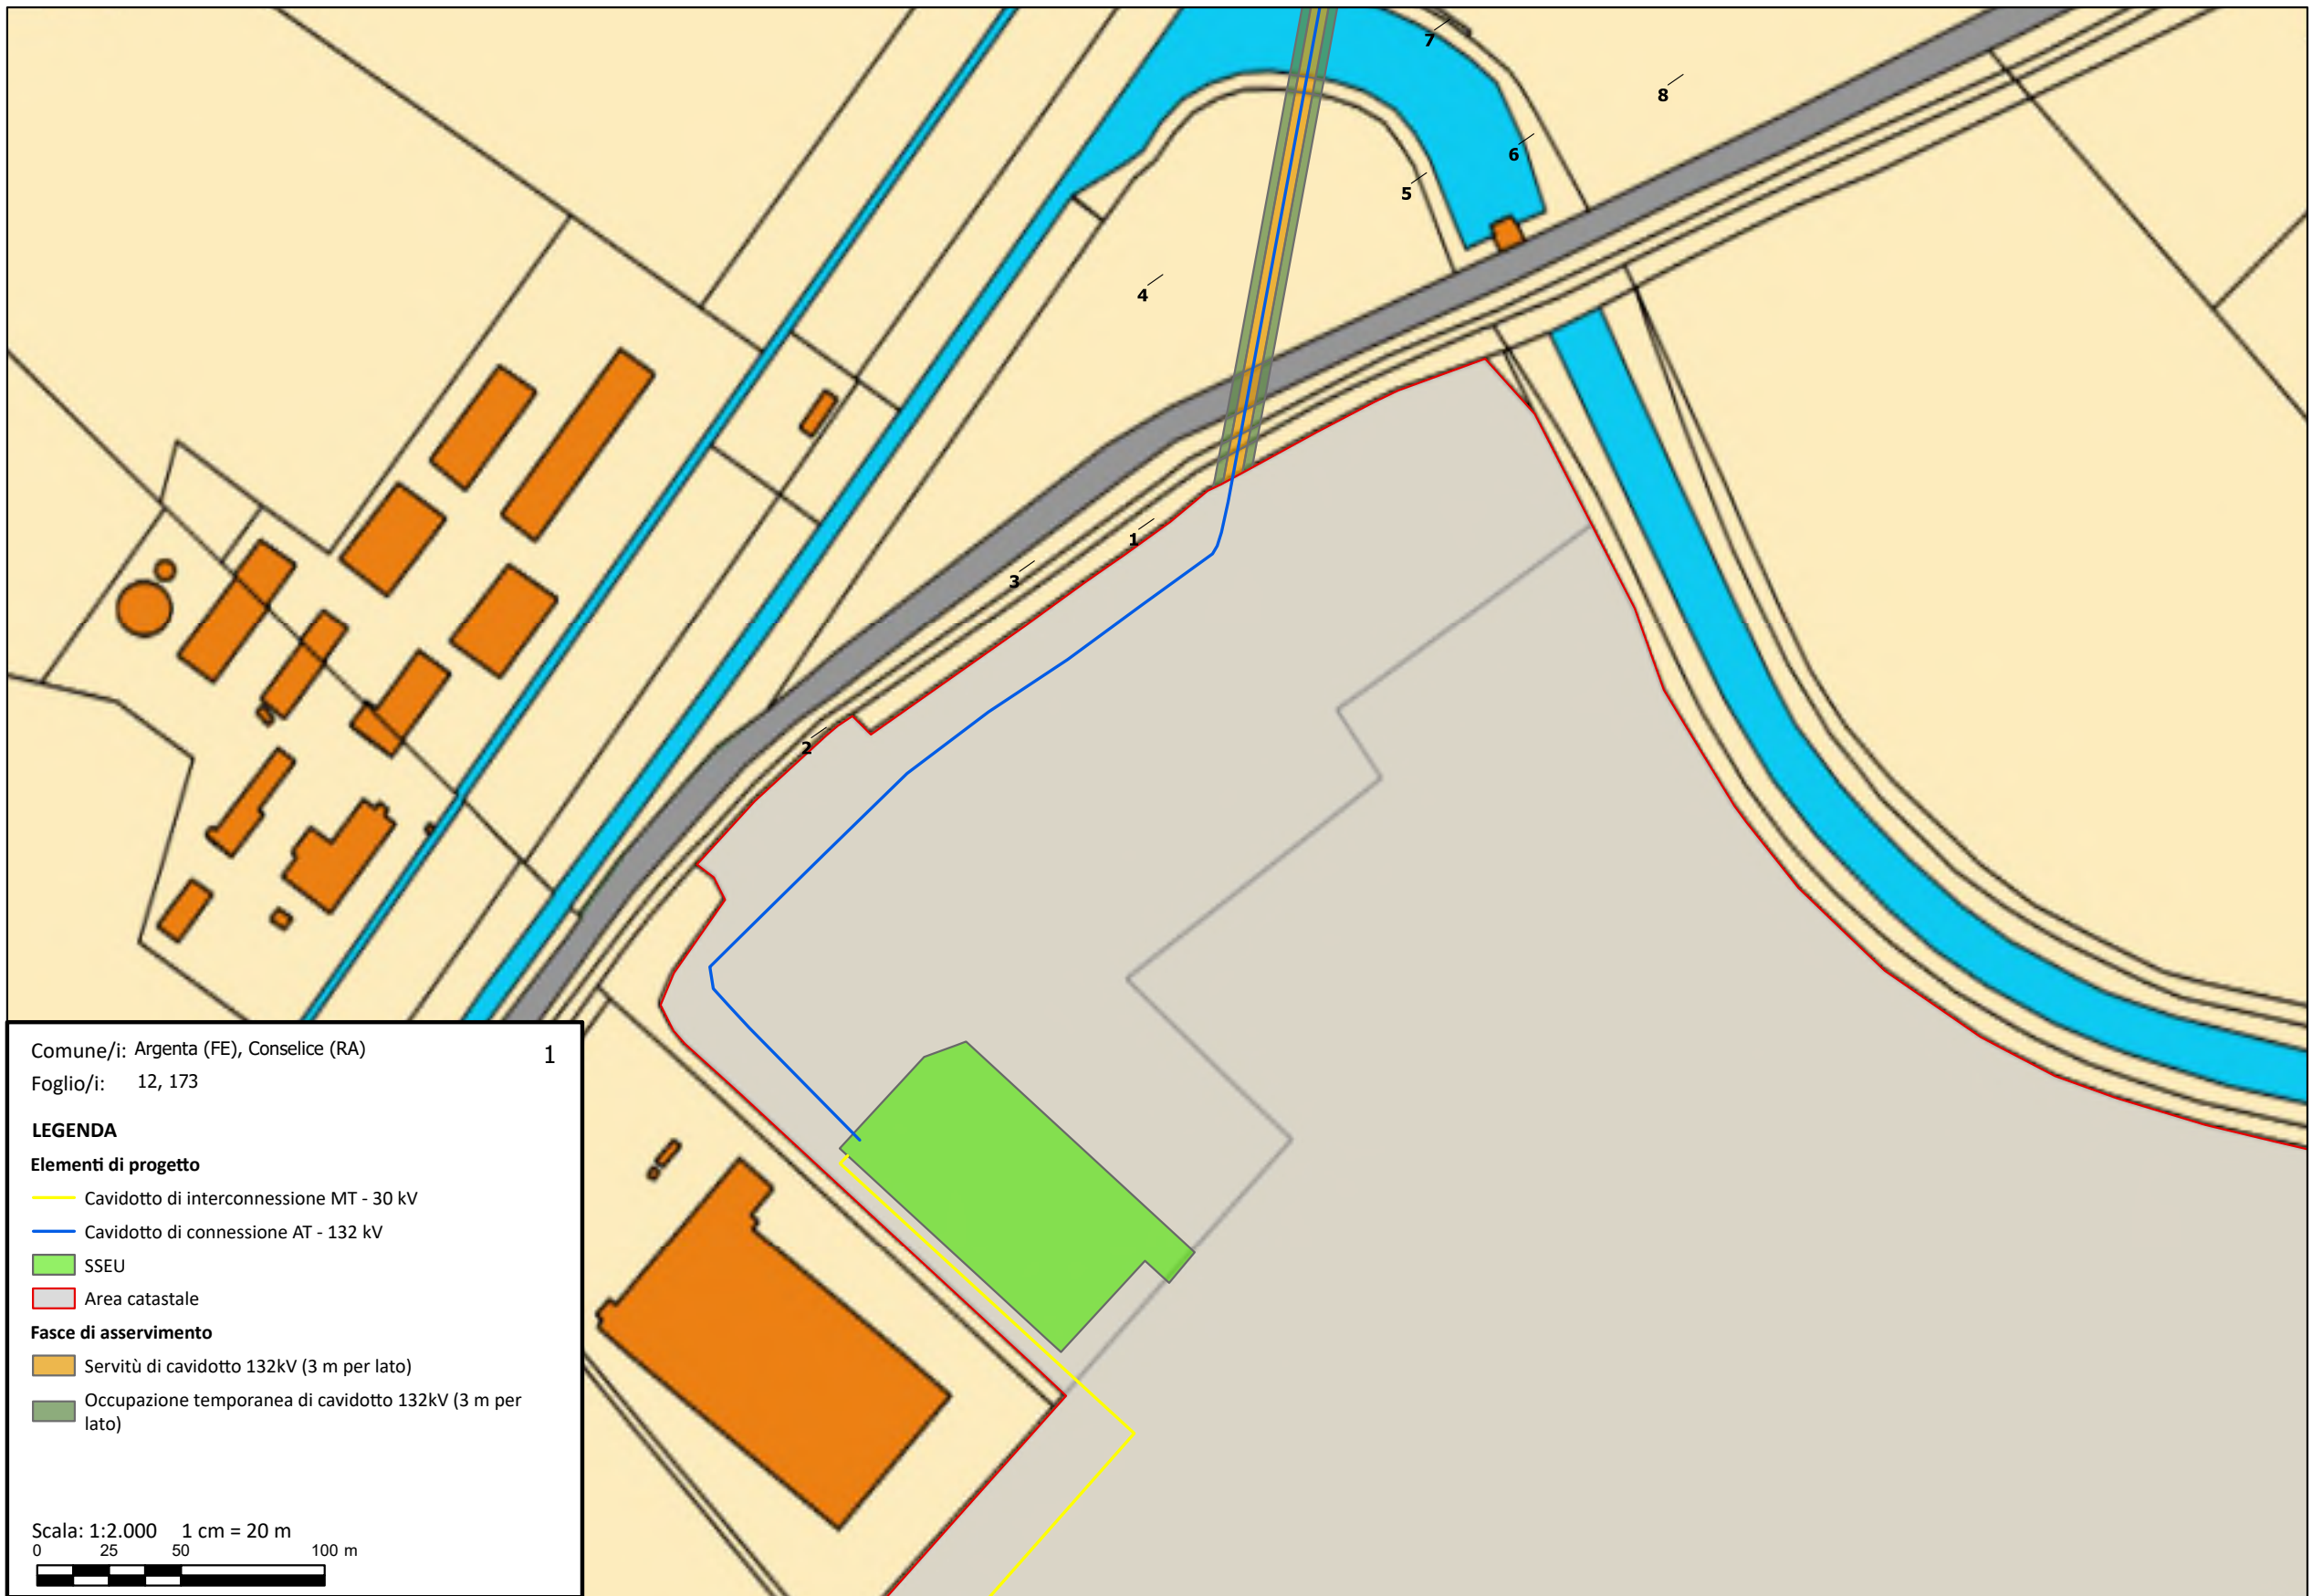 7
8
6
5
4
1
3
2
Comune/i: Argenta (FE), Conselice (RA)
1
Foglio/i: 12, 173
LEGENDA
Elementi di progetto
Cavidotto di interconnessione MT - 30 kV
Cavidotto di connessione AT - 132 kV
SSEU
Area catastale
Fasce di asservimento
Servitù di cavidotto 132kV (3 m per lato)
Occupazione temporanea di cavidotto 132kV (3 m per
lato)
Scala: 1:2.000 1 cm = 20 m
0 25 50 100 m